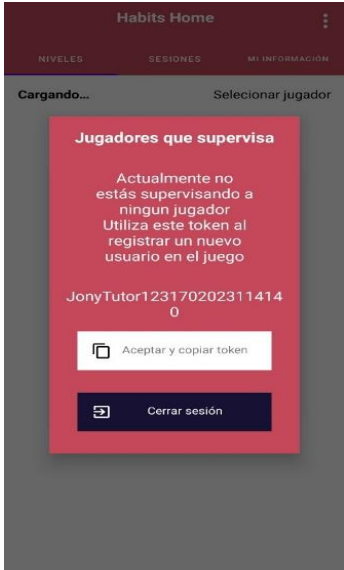 Habits Home
NIVELES SESIONES MI INFORMACIÓN
Cargando... Selecionar jugador
Jugadores que supervisa
Actualmente no
estás supervisando a
ningun jugador
Utiliza este token al
registrar un nuevo
usuario en el juego
JonyTutor123170202311414
0
Aceptar y copiar token
Cerrar sesión